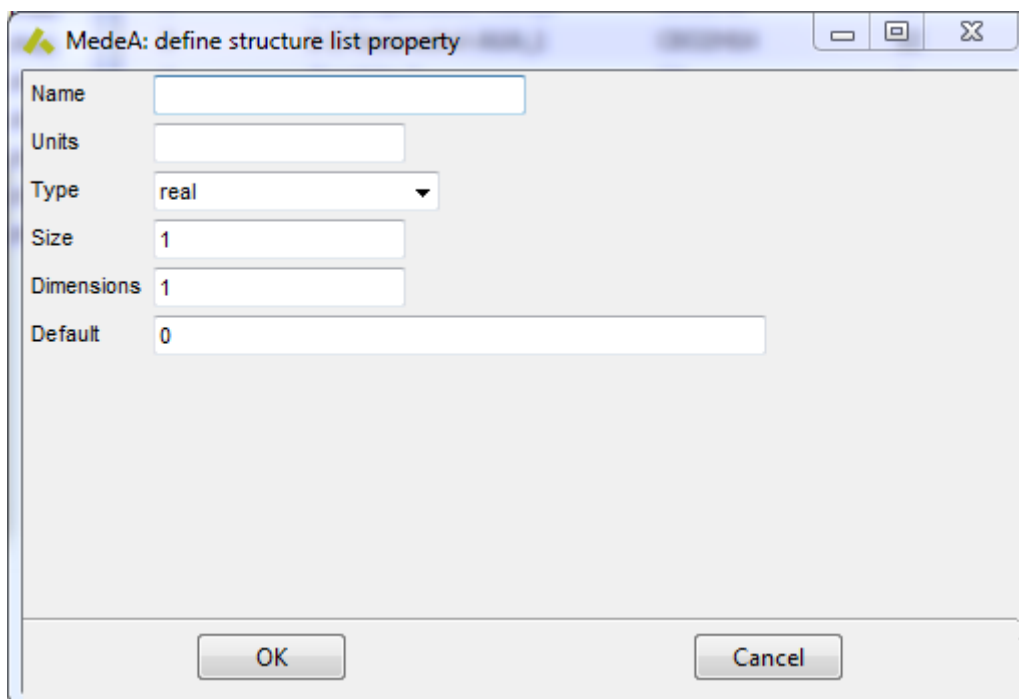 MedeA: define structure list property
Name
Units
Type real
Size 1
Dimensions 1
Default 0
OK Cancel